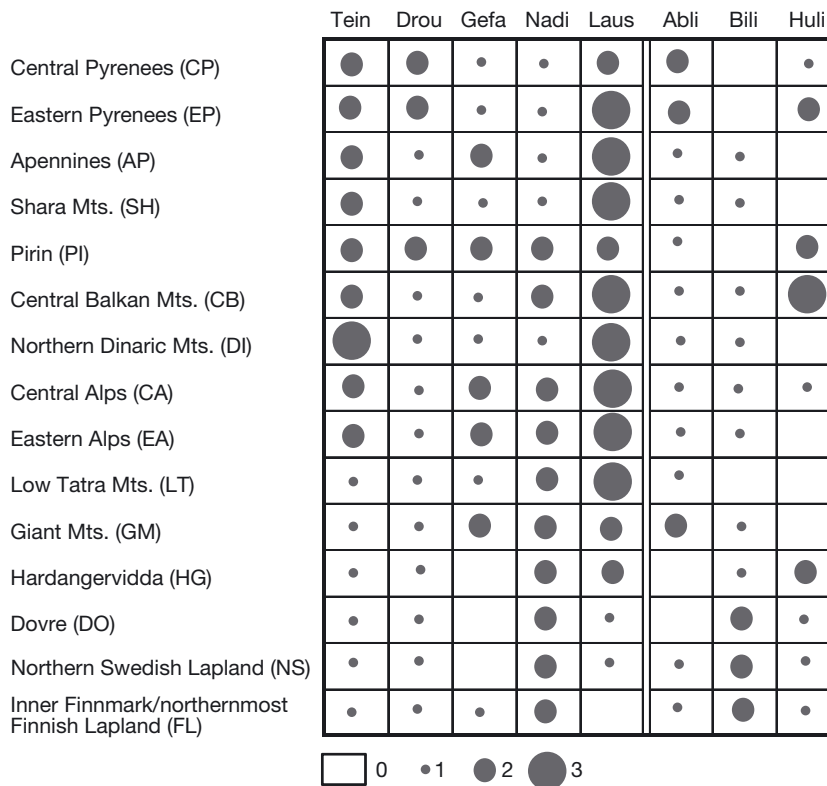 Tein Drou Gefa Nadi Laus Abli Bili Huli
Central Pyrenees (CP)
Eastern Pyrenees (EP)
Apennines (AP)
Shara Mts. (SH)
Pirin (PI)
Central Balkan Mts. (CB)
Northern Dinaric Mts. (DI)
Central Alps (CA)
Eastern Alps (EA)
Low Tatra Mts. (LT)
Giant Mts. (GM)
Hardangervidda (HG)
Dovre (DO)
Northern Swedish Lapland (NS)
Inner Finnmark/northernmost
Finnish Lapland (FL)
0 1 2 3